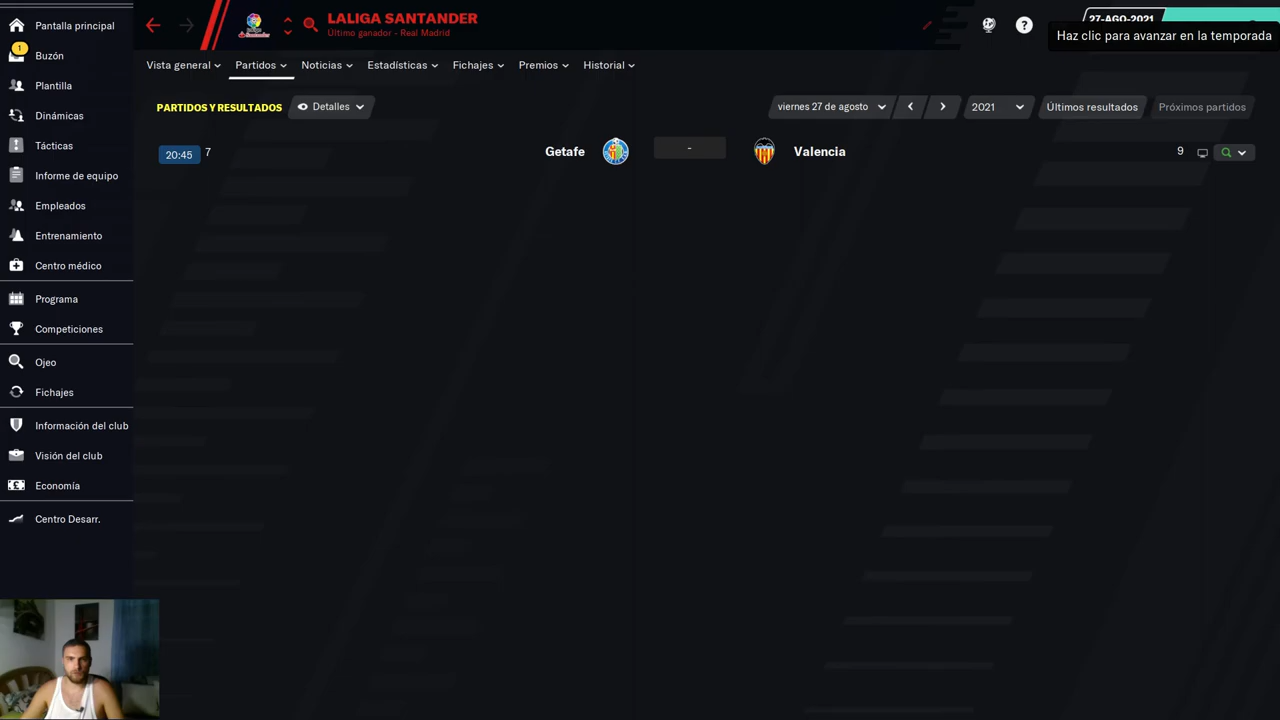 Pantalla principal
1
Buzón
Plantilla
Dinámicas
Tácticas
Informe de equipo
Empleados
Entrenamiento
Centro médico
Programa
Competiciones
Ojeo
Fichajes
Información del club
Visión del club
Economía
Centro Desarr.
LALIGA SANTANDER
Último ganador - Real Madrid
27-AGO-2021
Haz clic para avanzar en la temporada
Vista general
Partidos
Noticias
Estadísticas
Fichajes
Premios
Historial
PARTIDOS Y RESULTADOS
Detalles
viernes 27 de agosto
2021
Últimos resultados
Próximos partidos
20:45 7 Getafe - Valencia 9